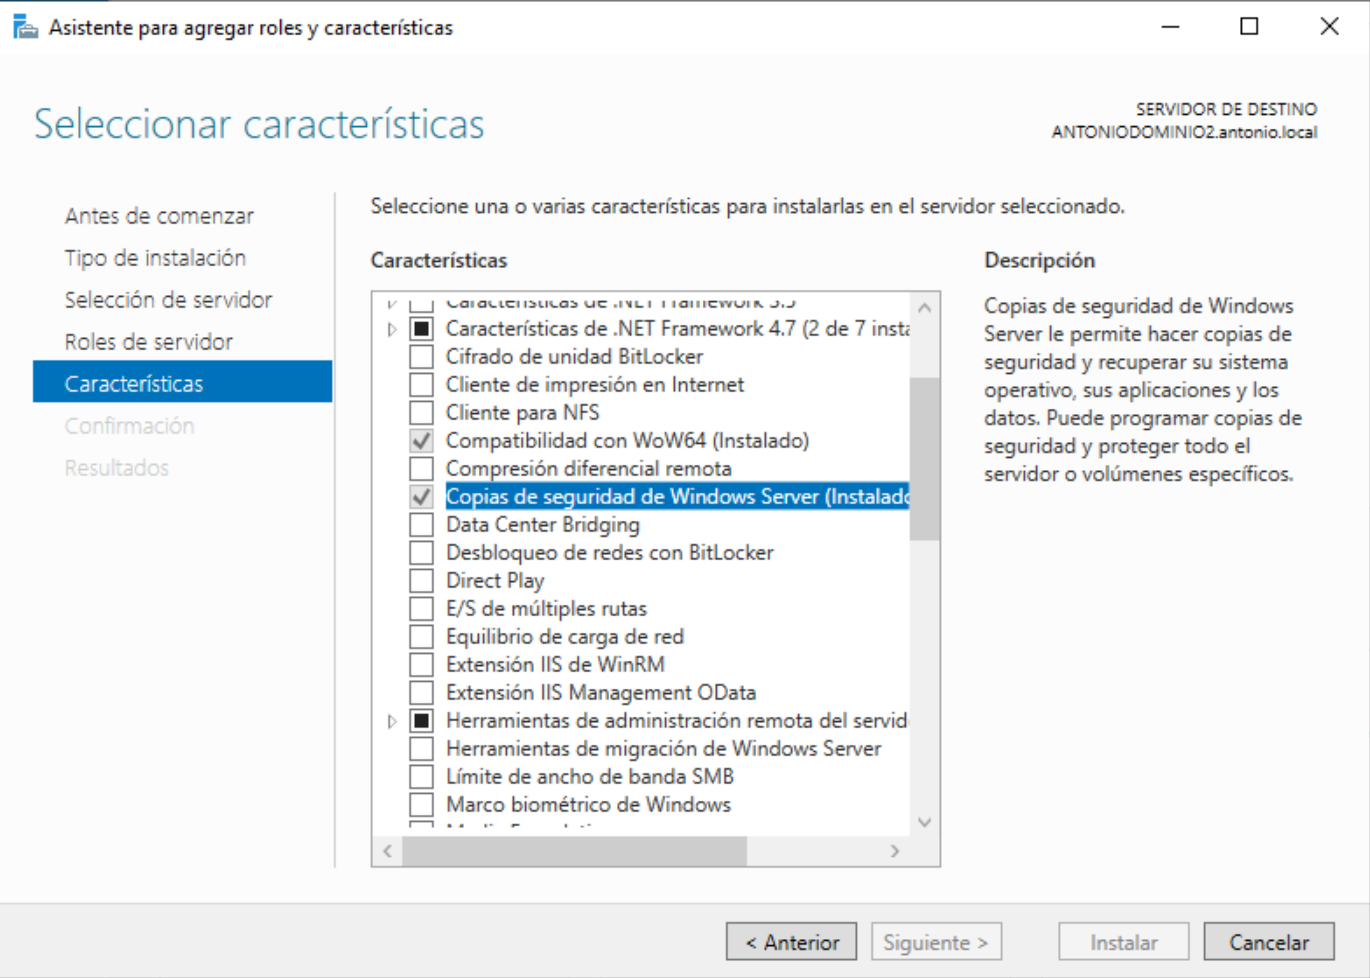 Asistente para agregar roles y características
Seleccionar características
SERVIDOR DE DESTINO
ANTONIODOMINIO2.antonio.local
Antes de comenzar
Tipo de instalación
Selección de servidor
Roles de servidor
Características
Confirmación
Resultados
Seleccione una o varias características para instalarlas en el servidor seleccionado.
Características
Características de .NET Framework 3.5
Características de .NET Framework 4.7 (2 de 7 insta
Cifrado de unidad BitLocker
Cliente de impresión en Internet
Cliente para NFS
Compatibilidad con WoW64 (Instalado)
Compresión diferencial remota
Copias de seguridad de Windows Server (Instalado
Data Center Bridging
Desbloqueo de redes con BitLocker
Direct Play
E/S de múltiples rutas
Equilibrio de carga de red
Extensión IIS de WinRM
Extensión IIS Management OData
Herramientas de administración remota del servid
Herramientas de migración de Windows Server
Límite de ancho de banda SMB
Marco biométrico de Windows
Descripción
Copias de seguridad de Windows
Server le permite hacer copias de
seguridad y recuperar su sistema
operativo, sus aplicaciones y los
datos. Puede programar copias de
seguridad y proteger todo el
servidor o volúmenes específicos.
< Anterior
Siguiente >
Instalar
Cancelar